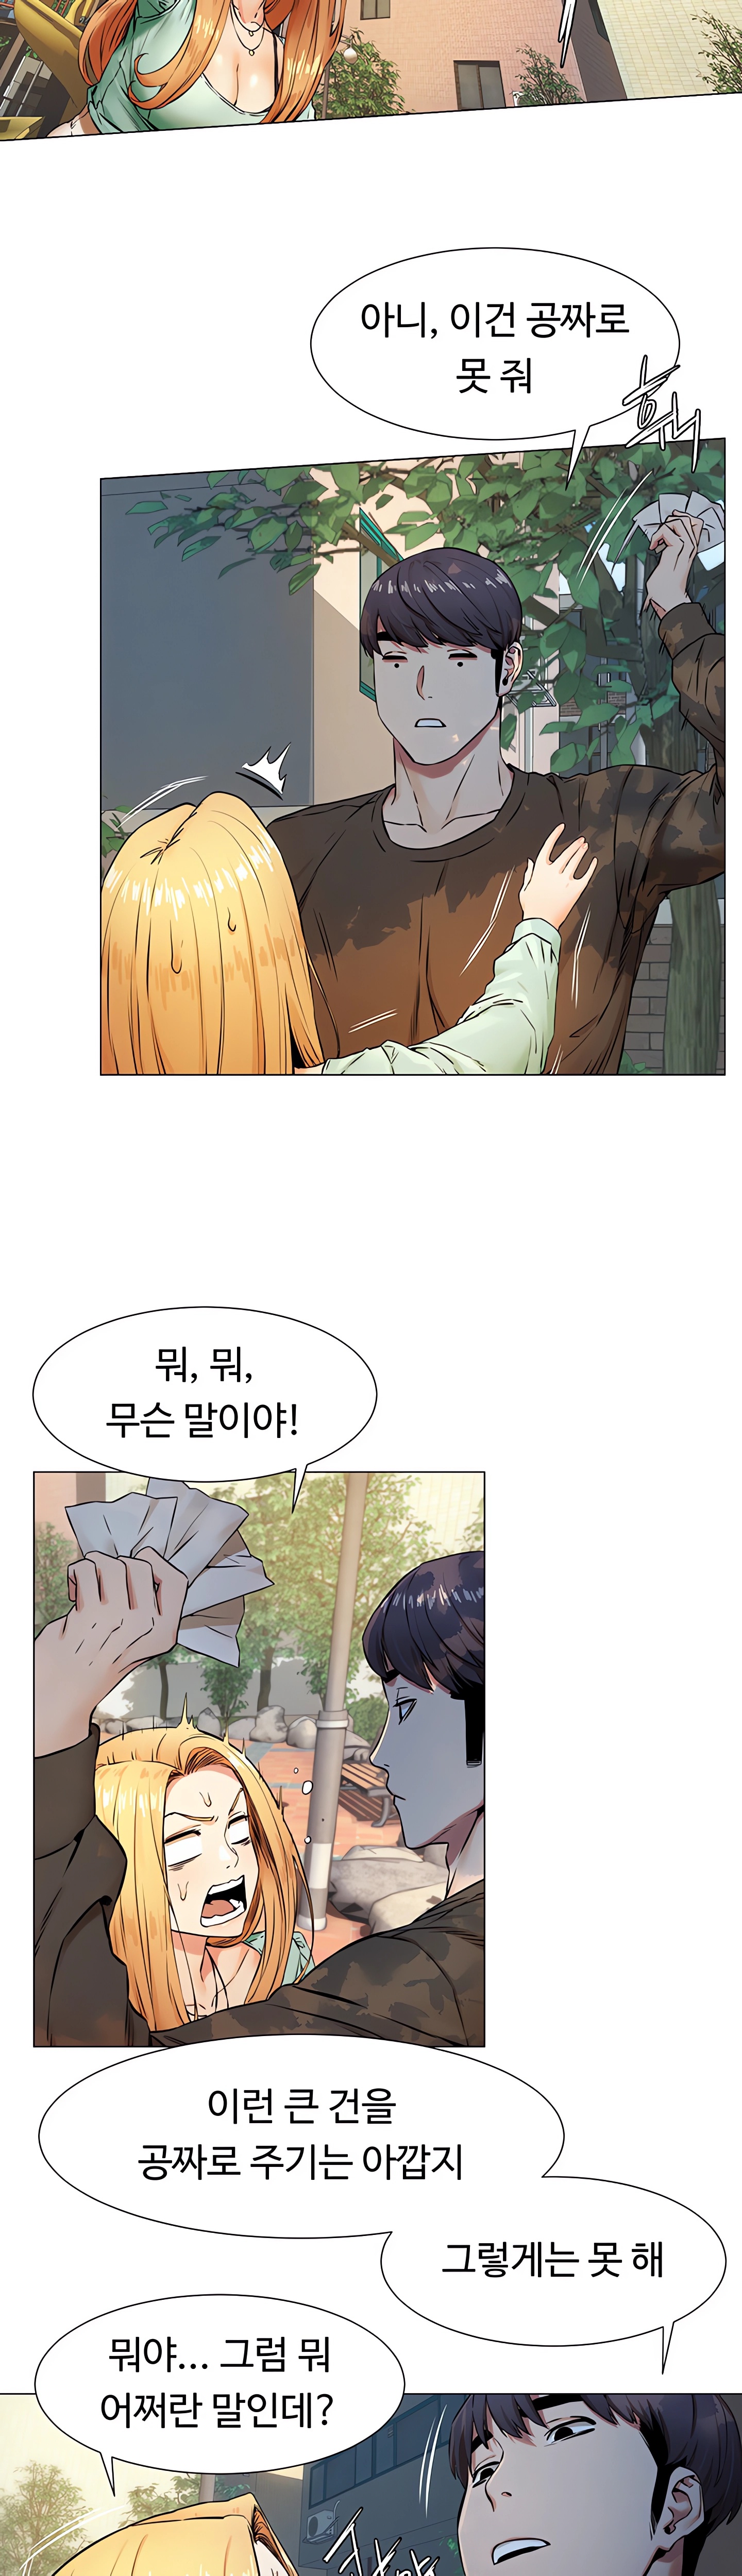 아니, 이건 공짜로
못 줘
뭐, 뭐,
무슨 말이야!
이런 큰 건을
공짜로 주기는 아깝지
그렇게는 못 해
뭐야... 그럼 뭐
어쩌란 말인데?